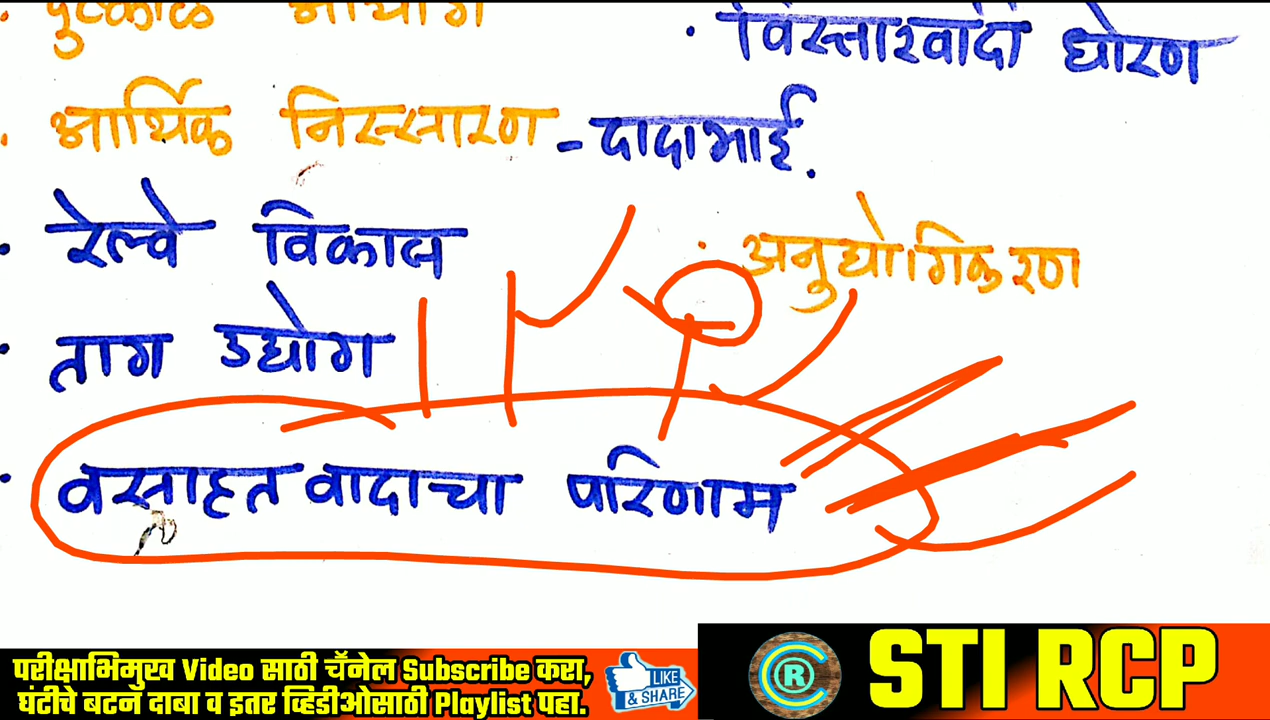 विस्तारवादी धोरण
आर्थिक निस्सारण - दादाभाई.
रेल्वे विकास
अनुद्योगिकरण
ताग उद्योग
वसाहतवादाचा परिणाम
परीक्षाभिमुख Video साठी चॅनेल Subscribe करा,
घंटीचे बटन दाबा व इतर व्हिडीओसाठी Playlist पहा.
LIKE
& SHARE
R
STI RCP